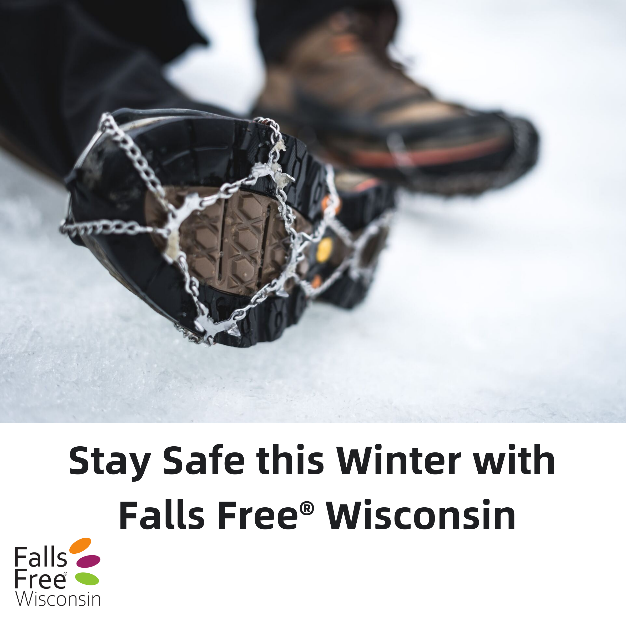 Stay Safe this Winter with
Falls Free® Wisconsin
Falls
Free®
Wisconsin